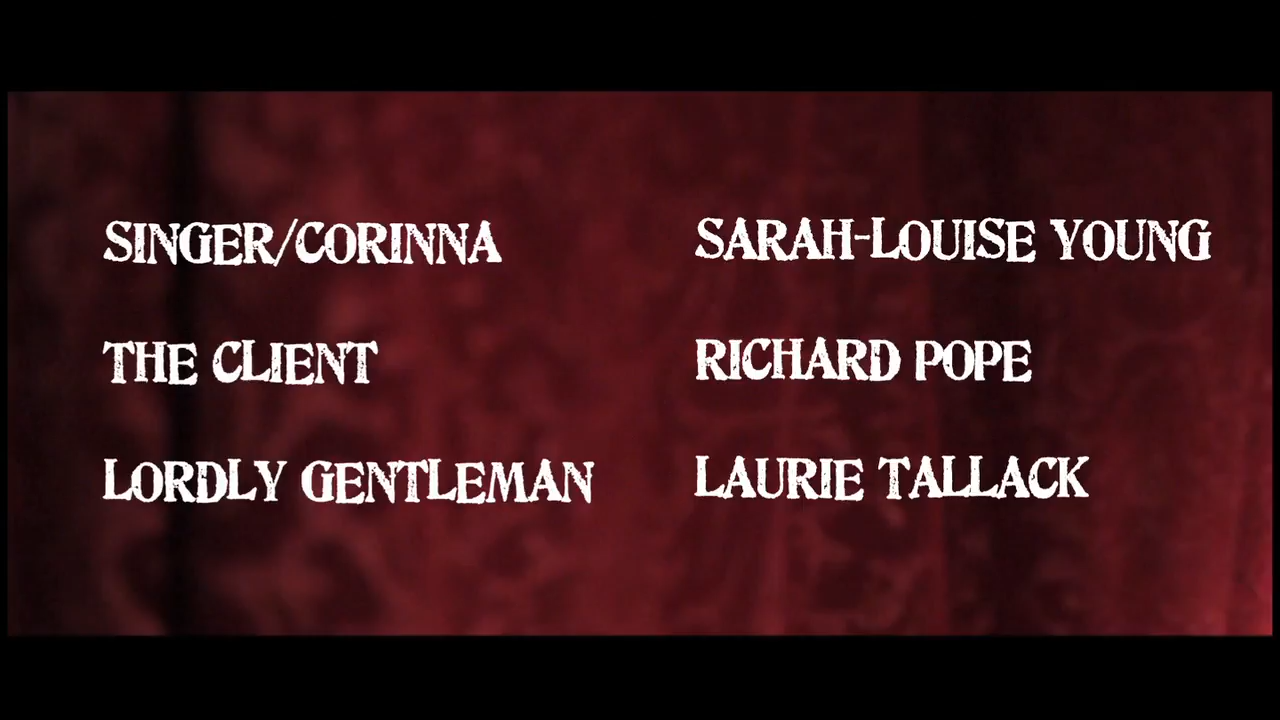 SINGER/CORINNA SARAH-LOUISE YOUNG
THE CLIENT RICHARD POPE
LORDLY GENTLEMAN LAURIE TALLACK